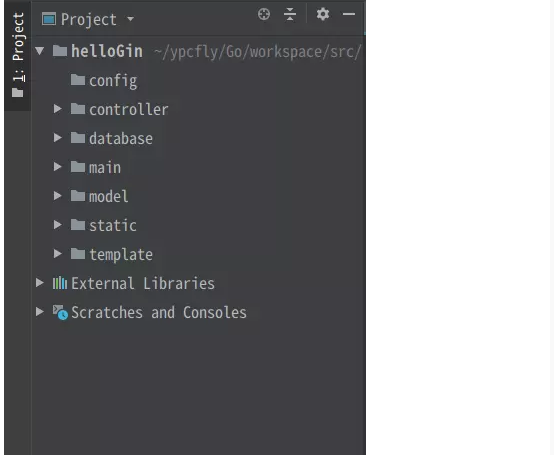 1: Project
Project
helloGin ~/ypcfly/Go/workspace/src/
config
controller
database
main
model
static
template
External Libraries
Scratches and Consoles